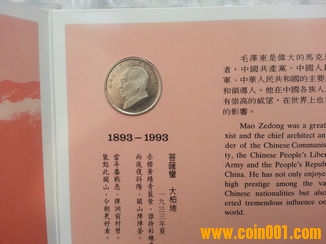 1893-1993
菩薩蠻 大柏地
一九三三年夏
赤橙黃綠青藍紫，誰持彩練
雨後復斜陽，關山陣陣蒼。
當年鏖戰急，彈洞前村壁。
裝點此關山，今朝更好看。
毛澤東是偉大的馬克
者，中國共產黨、中國人民
軍、中華人民共和國的主要
和領導人。他在中國各族人
有崇高的威望，在世界上也
的影響。
Mao Zedong was a great
xist and the chief architect an
der of the Chinese Communis
ty, the Chinese People's Liber
Army and the People's Repub
China. He has not only enjoyed
high prestige among the va
Chinese nationalities but also
erted tremendous influence on
world.
www.coin001.com